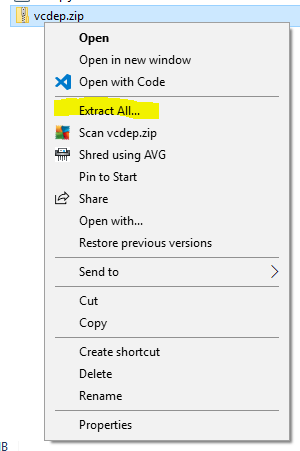 vcdep.zip
Open
Open in new window
Open with Code
Extract All...
Scan vcdep.zip
Shred using AVG
Pin to Start
Share
Open with...
Restore previous versions
Send to
Cut
Copy
Create shortcut
Delete
Rename
Properties